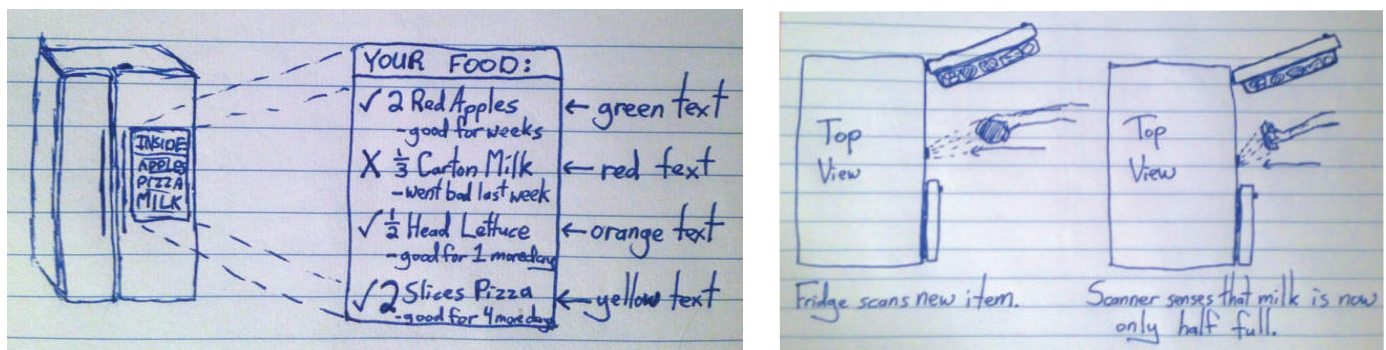 INSIDE
APPLES
PIZZA
MILK
YOUR FOOD:
✓ 2 Red Apples
- good for weeks
← green text
X 1/3 Carton Milk
- went bad last week
← red text
✓ 1/2 Head Lettuce
- good for 1 more day
← orange text
✓ 2 Slices Pizza
- good for 4 more days
← yellow text
Top
View
Fridge scans new item.
Top
View
Scanner senses that milk is now
only half full.